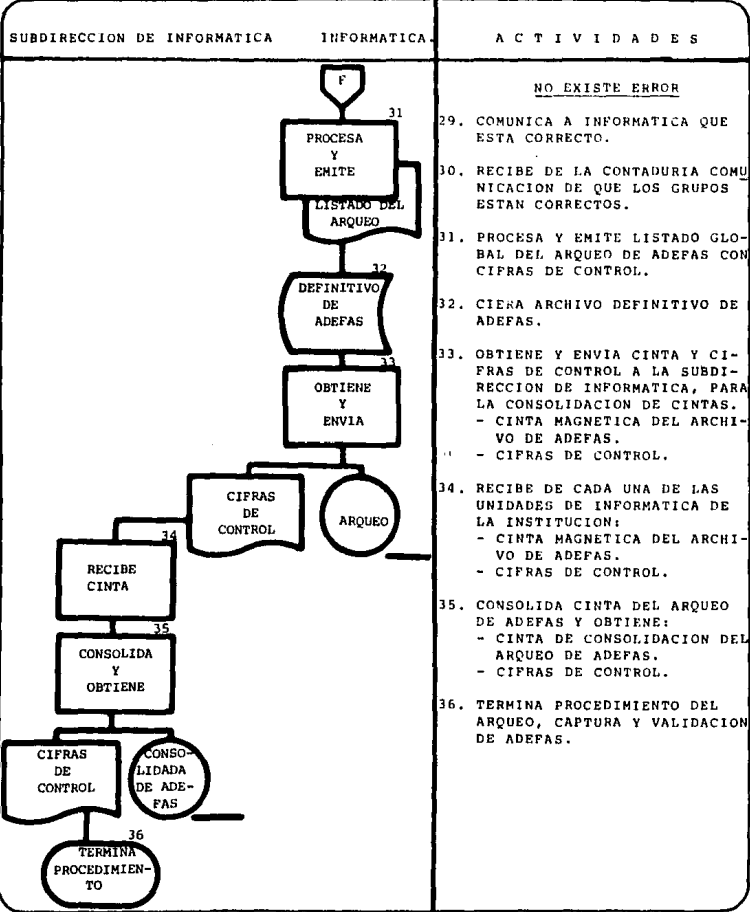 SUBDIRECCION DE INFORMATICA
INFORMATICA.
A C T I V I D A D E S
F
31
PROCESA
Y
EMITE
LISTADO DEL
ARQUEO
32
DEFINITIVO
DE
ADEFAS
33
OBTIENE
Y
ENVIA
CIFRAS
DE
CONTROL
ARQUEO
34
RECIBE
CINTA
35
CONSOLIDA
Y
OBTIENE
CIFRAS
DE
CONTROL
CONSO-
LIDADA
DE ADE-
FAS
36
TERMINA
PROCEDIMIEN-
TO
NO EXISTE ERROR
29. COMUNICA A INFORMATICA QUE
ESTA CORRECTO.
30. RECIBE DE LA CONTADURIA COMU
NICACION DE QUE LOS GRUPOS
ESTAN CORRECTOS.
31. PROCESA Y EMITE LISTADO GLO-
BAL DEL ARQUEO DE ADEFAS CON
CIFRAS DE CONTROL.
32. CIERA ARCHIVO DEFINITIVO DE
ADEFAS.
33. OBTIENE Y ENVIA CINTA Y CI-
FRAS DE CONTROL A LA SUBDI-
RECCION DE INFORMATICA, PARA
LA CONSOLIDACION DE CINTAS.
- CINTA MAGNETICA DEL ARCHI-
VO DE ADEFAS.
- CIFRAS DE CONTROL.
34. RECIBE DE CADA UNA DE LAS
UNIDADES DE INFORMATICA DE
LA INSTITUCION:
- CINTA MAGNETICA DEL ARCHI-
VO DE ADEFAS.
- CIFRAS DE CONTROL.
35. CONSOLIDA CINTA DEL ARQUEO
DE ADEFAS Y OBTIENE:
- CINTA DE CONSOLIDACION DEL
ARQUEO DE ADEFAS.
- CIFRAS DE CONTROL.
36. TERMINA PROCEDIMIENTO DEL
ARQUEO, CAPTURA Y VALIDACION
DE ADEFAS.